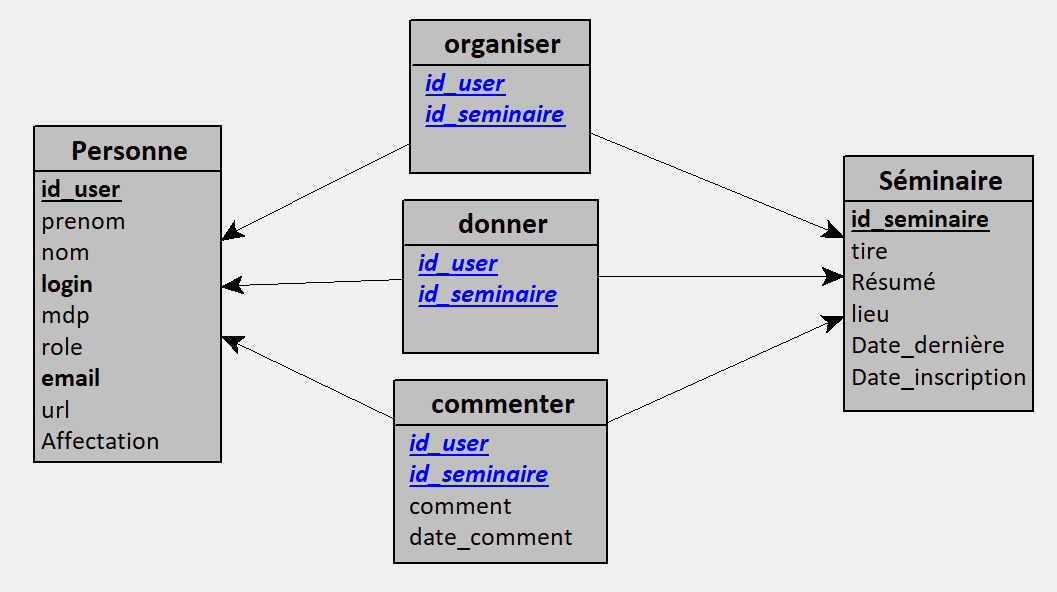 organiser
id_user
id_seminaire
Personne
id_user
prenom
nom
login
mdp
role
email
url
Affectation
donner
id_user
id_seminaire
commenter
id_user
id_seminaire
comment
date_comment
Séminaire
id_seminaire
tire
Résumé
lieu
Date_dernière
Date_inscription